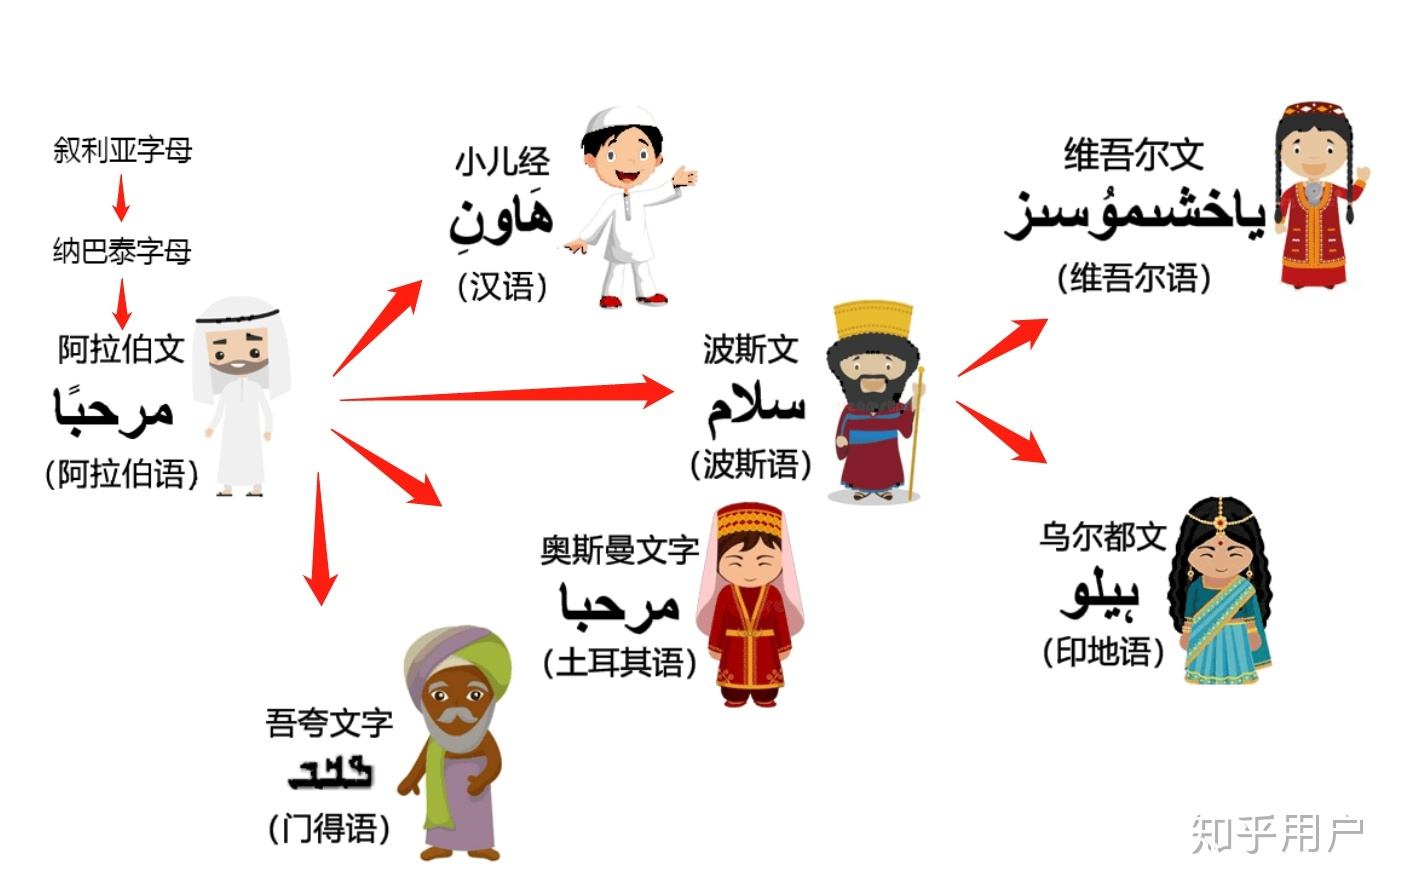 叙利亚字母
纳巴泰字母
阿拉伯文
مرحبًا
(阿拉伯语)
小儿经
هَاونِ
(汉语)
波斯文
سلام
(波斯语)
维吾尔文
ياخشىمۇسىز
(维吾尔语)
奥斯曼文字
مرحبا
(土耳其语)
乌尔都文
ہیلو
(印地语)
吾夸文字
(门得语)
知乎用户